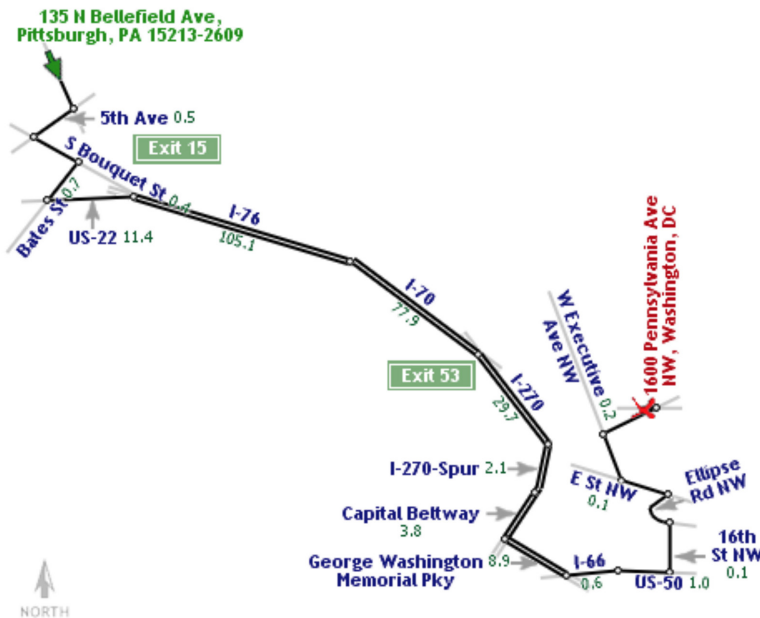 135 N Bellefield Ave,
Pittsburgh, PA 15213-2609
5th Ave 0.5
Exit 15
S Bouquet St 0.4
Bates St 0.7
US-22 11.4
I-76
105.1
I-70
77.9
Exit 53
I-270
29.7
I-270-Spur 2.1
Capital Beltway
3.8
George Washington 8.9
Memorial Pky
I-66
0.6
US-50 1.0
16th
St NW
0.1
Ellipse
Rd NW
E St NW
0.1
W Executive 0.2
Ave NW
1600 Pennsylvania Ave
NW, Washington, DC
NORTH